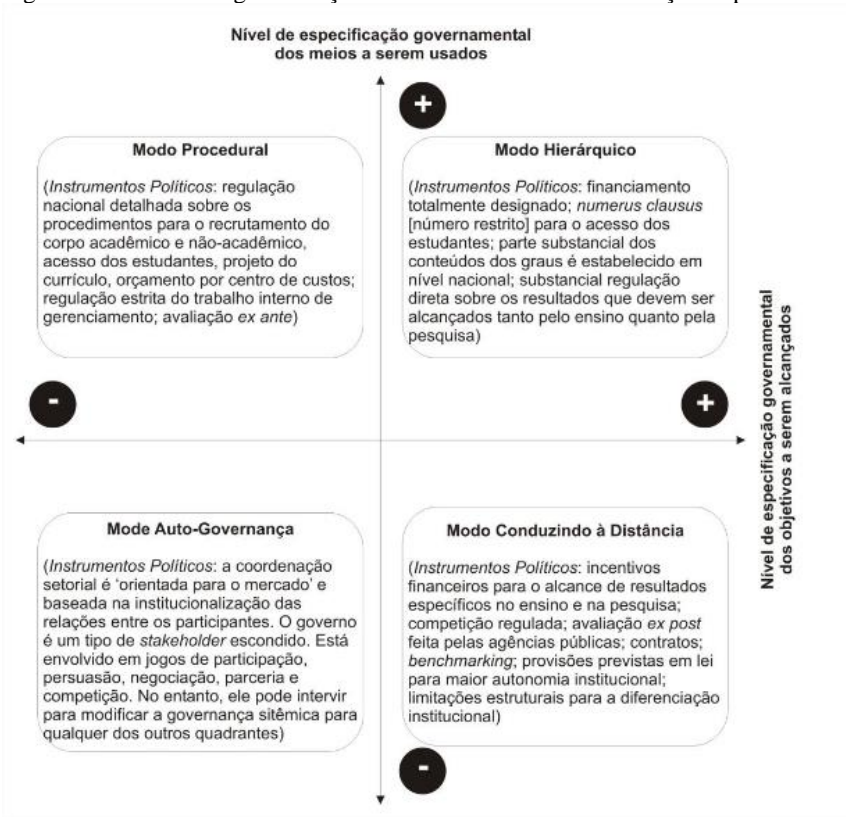 Nível de especificação governamental
dos meios a serem usados
+
Modo Procedural
(Instrumentos Políticos: regulação
nacional detalhada sobre os
procedimentos para o recrutamento do
corpo acadêmico e não-acadêmico,
acesso dos estudantes, projeto do
currículo, orçamento por centro de custos;
regulação estrita do trabalho interno de
gerenciamento; avaliação ex ante)
Modo Hierárquico
(Instrumentos Políticos: financiamento
totalmente designado; numerus clausus
[número restrito] para o acesso dos
estudantes; parte substancial dos
conteúdos dos graus é estabelecido em
nível nacional; substancial regulação
direta sobre os resultados que devem ser
alcançados tanto pelo ensino quanto pela
pesquisa)
-
+
Nível de especificação governamental
dos objetivos a serem alcançados
Mode Auto-Governança
(Instrumentos Políticos: a coordenação
setorial é ‘orientada para o mercado’ e
baseada na institucionalização das
relações entre os participantes. O governo
é um tipo de stakeholder escondido. Está
envolvido em jogos de participação,
persuasão, negociação, parceria e
competição. No entanto, ele pode intervir
para modificar a governança sitêmica para
qualquer dos outros quadrantes)
Modo Conduzindo à Distância
(Instrumentos Políticos: incentivos
financeiros para o alcance de resultados
específicos no ensino e na pesquisa;
competição regulada; avaliação ex post
feita pelas agências públicas; contratos;
benchmarking; provisões previstas em lei
para maior autonomia institucional;
limitações estruturais para a diferenciação
institucional)
-